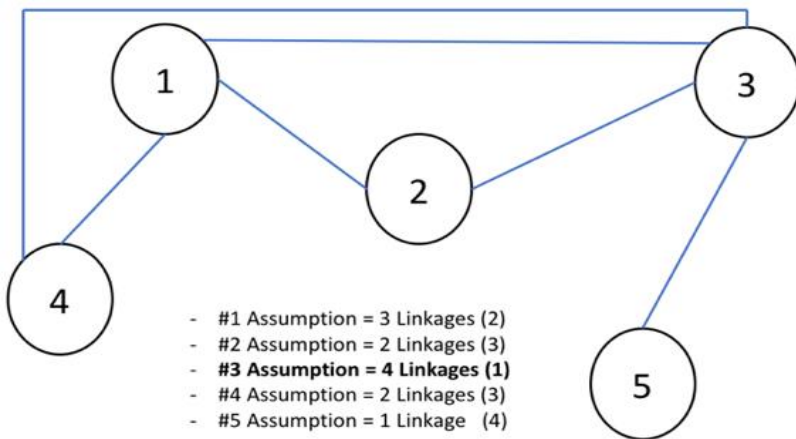 1
3
2
4
5
- #1 Assumption = 3 Linkages (2)
- #2 Assumption = 2 Linkages (3)
- #3 Assumption = 4 Linkages (1)
- #4 Assumption = 2 Linkages (3)
- #5 Assumption = 1 Linkage (4)